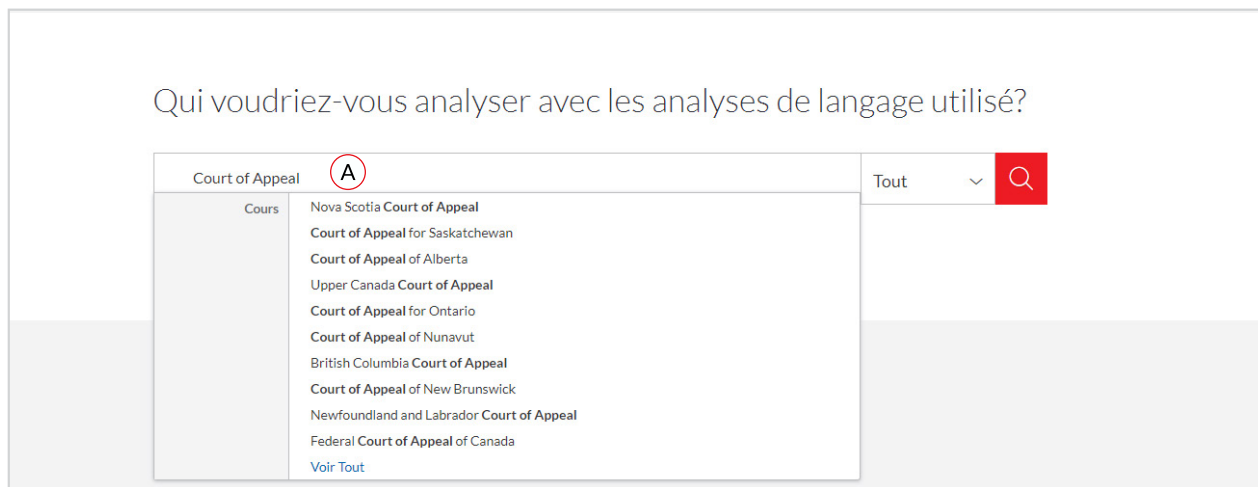 Qui voudriez-vous analyser avec les analyses de langage utilisé?
Court of Appeal A Tout
Cours Nova Scotia Court of Appeal
Court of Appeal for Saskatchewan
Court of Appeal of Alberta
Upper Canada Court of Appeal
Court of Appeal for Ontario
Court of Appeal of Nunavut
British Columbia Court of Appeal
Court of Appeal of New Brunswick
Newfoundland and Labrador Court of Appeal
Federal Court of Appeal of Canada
Voir Tout